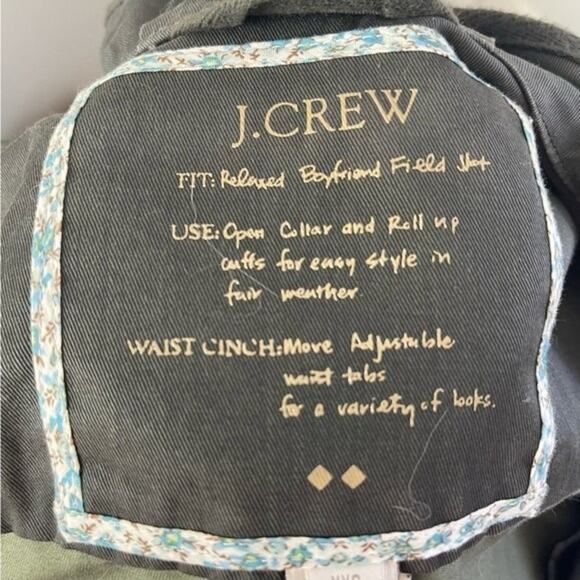 J.CREW
FIT: Relaxed Boyfriend Field Jkt
USE: Open Collar and Roll up
cuffs for easy style in
fair weather.
WAIST CINCH: Move Adjustable
waist tabs
for a variety of looks.